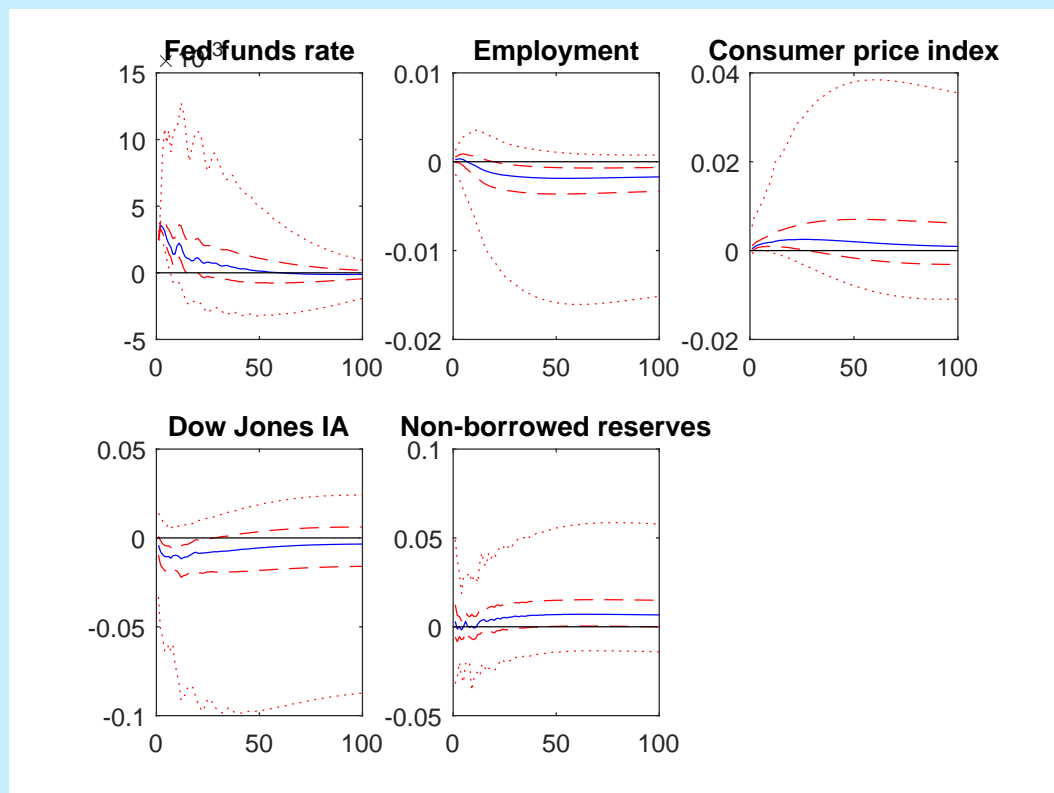 Fed funds rate
× 10-3
15
10
5
0
-5
0 50 100
Employment
0.01
0
-0.01
-0.02
0 50 100
Consumer price index
0.04
0.02
0
-0.02
0 50 100
Dow Jones IA
0.05
0
-0.05
-0.1
0 50 100
Non-borrowed reserves
0.1
0.05
0
-0.05
0 50 100